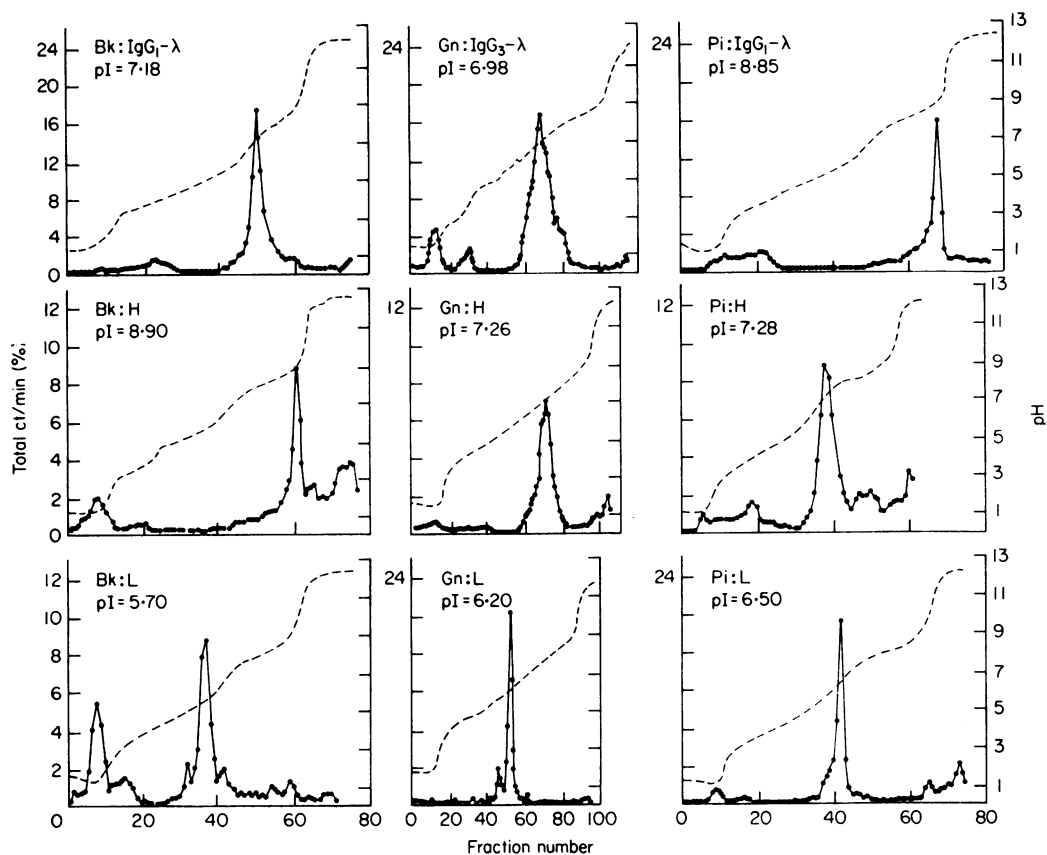 Bk:IgG₁-λ
pI = 7·18
24
20
16
12
8
4
0
Gn:IgG₃-λ
pI = 6·98
24
Pi:IgG₁-λ
pI = 8·85
24
13
11
9
7
5
3
1
Bk:H
pI = 8·90
12
10
8
6
4
2
0
Gn:H
pI = 7·26
12
Pi:H
pI = 7·28
12
13
11
9
7
5
3
1
Total ct/min (%)
pH
Bk:L
pI = 5·70
12
10
8
6
4
2
0
Gn:L
pI = 6·20
24
Pi:L
pI = 6·50
24
13
11
9
7
5
3
1
0 20 40 60 80
0 20 40 60 80 100
0 20 40 60 80
Fraction number